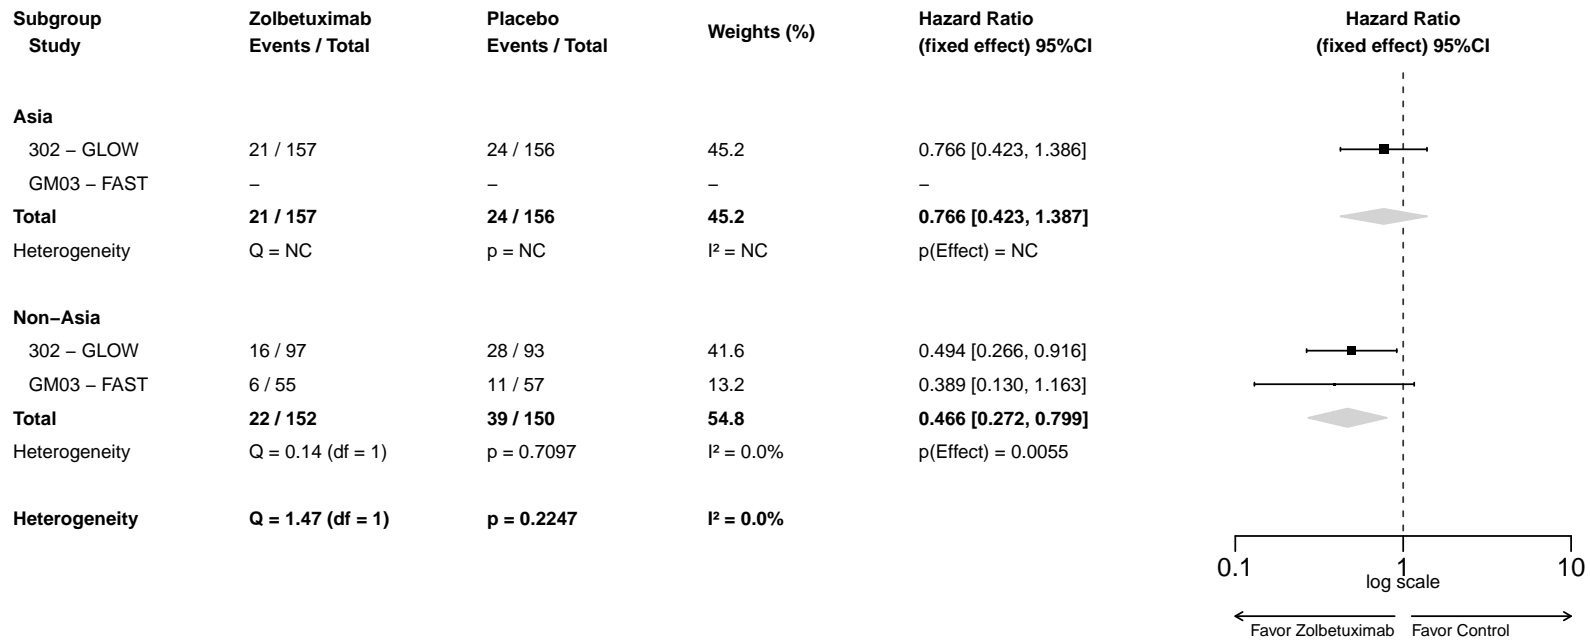 Subgroup Zolbetuximab Placebo Weights (%) Hazard Ratio Hazard Ratio
Study Events / Total Events / Total (fixed effect) 95%CI (fixed effect) 95%CI
Asia
302 − GLOW 21 / 157 24 / 156 45.2 0.766 [0.423, 1.386]
GM03 − FAST − − − −
Total 21 / 157 24 / 156 45.2 0.766 [0.423, 1.387]
Heterogeneity Q = NC p = NC I² = NC p(Effect) = NC
Non−Asia
302 − GLOW 16 / 97 28 / 93 41.6 0.494 [0.266, 0.916]
GM03 − FAST 6 / 55 11 / 57 13.2 0.389 [0.130, 1.163]
Total 22 / 152 39 / 150 54.8 0.466 [0.272, 0.799]
Heterogeneity Q = 0.14 (df = 1) p = 0.7097 I² = 0.0% p(Effect) = 0.0055
Heterogeneity Q = 1.47 (df = 1) p = 0.2247 I² = 0.0%
0.1 1 10
log scale
Favor Zolbetuximab Favor Control